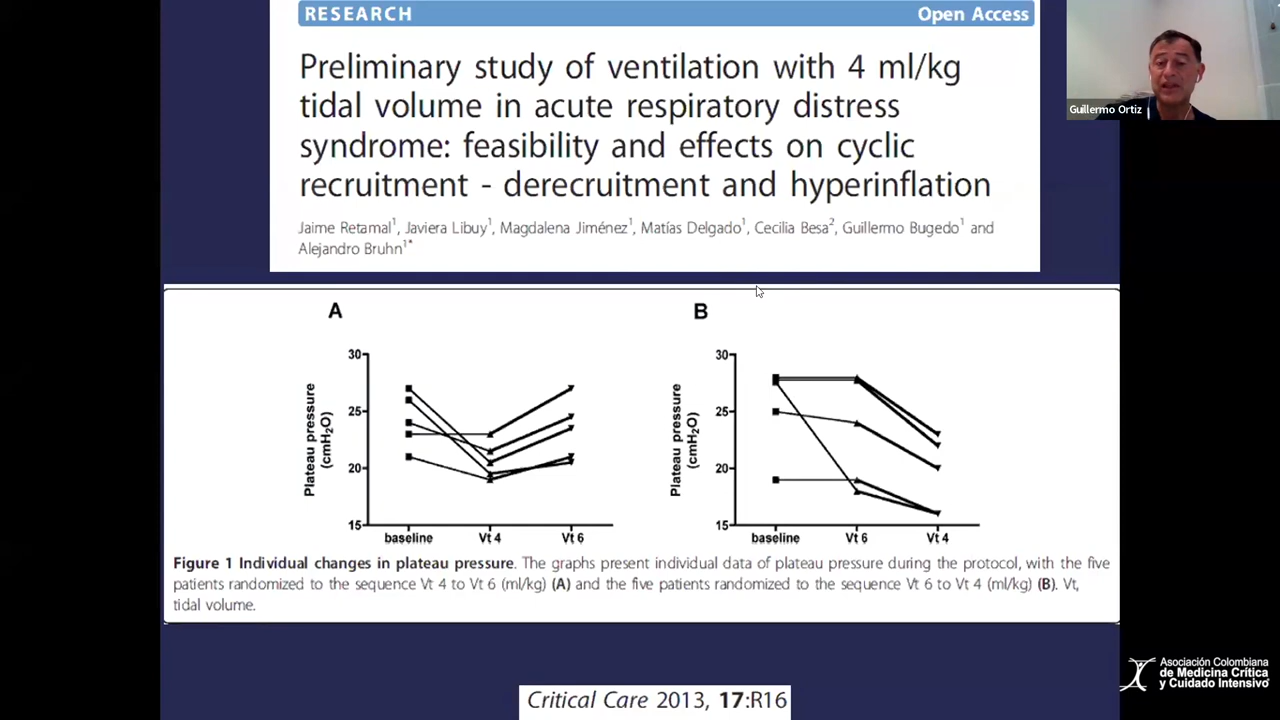 RESEARCH
Open Access
Preliminary study of ventilation with 4 ml/kg
tidal volume in acute respiratory distress
syndrome: feasibility and effects on cyclic
recruitment - derecruitment and hyperinflation
Jaime Retamal1, Javiera Libuy1, Magdalena Jiménez1, Matías Delgado1, Cecilia Besa2, Guillermo Bugedo1 and
Alejandro Bruhn1*
Guillermo Ortiz
A
30
25
20
15
Plateau pressure
(cmH2O)
baseline
Vt 4
Vt 6
B
30
25
20
15
Plateau pressure
(cmH2O)
baseline
Vt 6
Vt 4
Figure 1 Individual changes in plateau pressure. The graphs present individual data of plateau pressure during the protocol, with the five
patients randomized to the sequence Vt 4 to Vt 6 (ml/kg) (A) and the five patients randomized to the sequence Vt 6 to Vt 4 (ml/kg) (B). Vt,
tidal volume.
Critical Care 2013, 17:R16
Asociación Colombiana
de Medicina Crítica
y Cuidado Intensivo